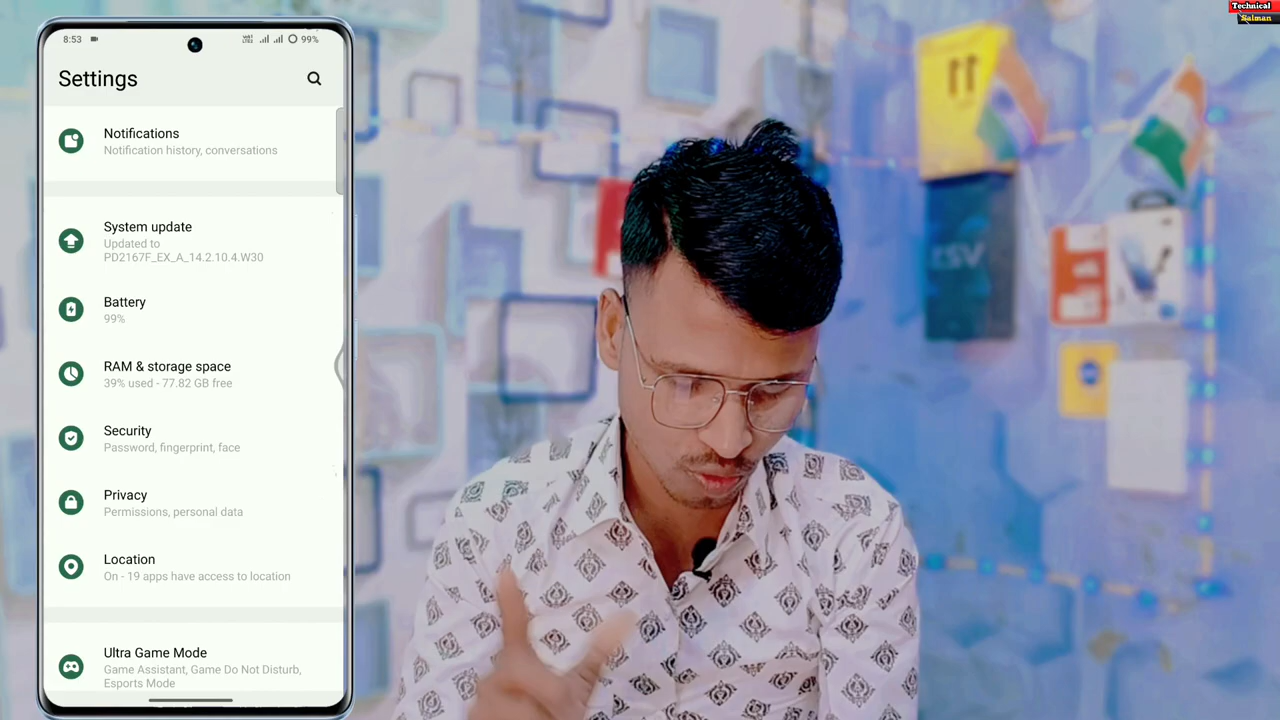 Technical
Salman
8:53
99%
Settings
Notifications
Notification history, conversations
System update
Updated to
PD2167F_EX_A_14.2.10.4.W30
Battery
99%
RAM & storage space
39% used - 77.82 GB free
Security
Password, fingerprint, face
Privacy
Permissions, personal data
Location
On - 19 apps have access to location
Ultra Game Mode
Game Assistant, Game Do Not Disturb,
Esports Mode
11